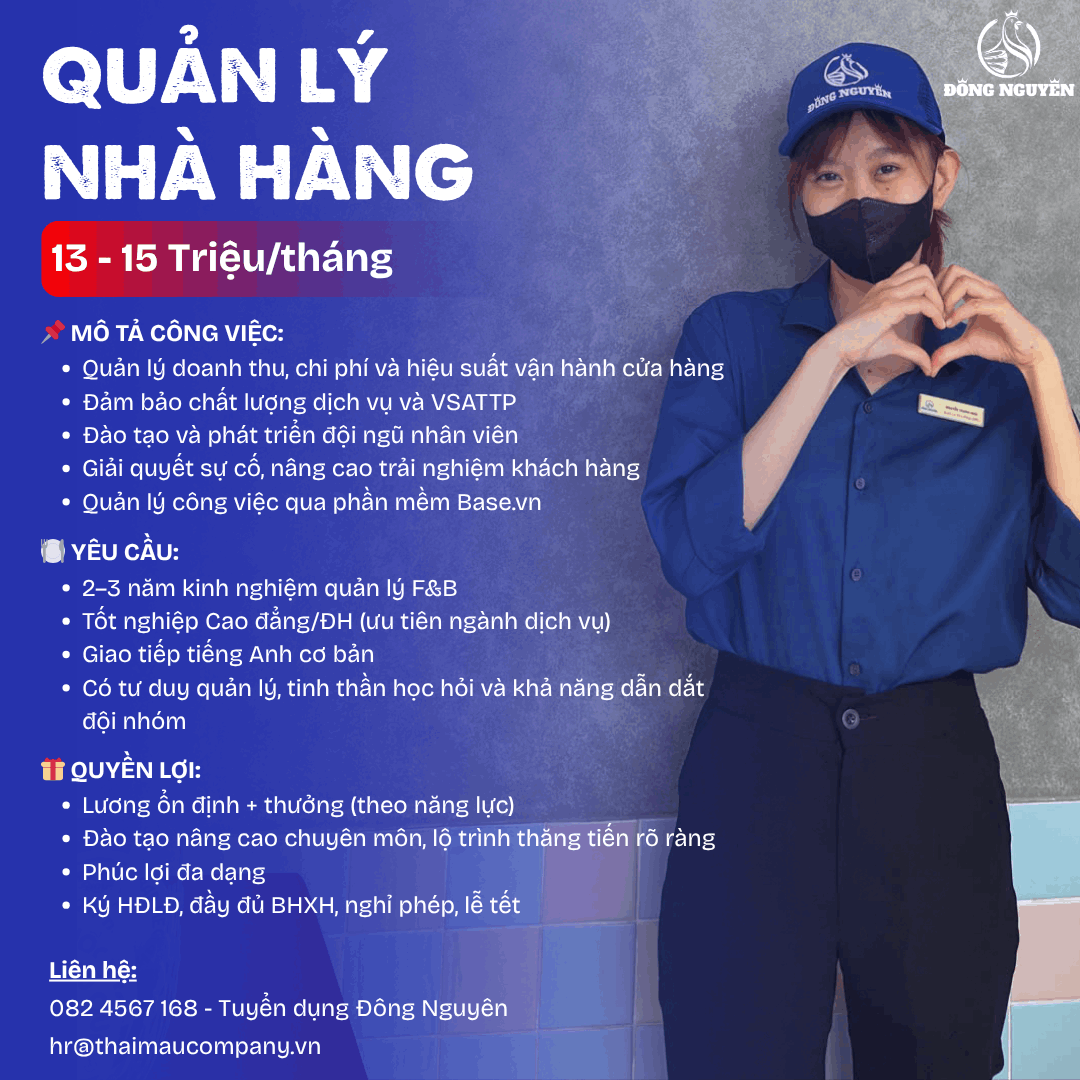 QUẢN LÝ
NHÀ HÀNG
13 - 15 Triệu/tháng
ĐÔNG NGUYÊN
ĐÔNG NGUYÊN
MÔ TẢ CÔNG VIỆC:
Quản lý doanh thu, chi phí và hiệu suất vận hành cửa hàng
Đảm bảo chất lượng dịch vụ và VSATTP
Đào tạo và phát triển đội ngũ nhân viên
Giải quyết sự cố, nâng cao trải nghiệm khách hàng
Quản lý công việc qua phần mềm Base.vn
YÊU CẦU:
2–3 năm kinh nghiệm quản lý F&B
Tốt nghiệp Cao đẳng/ĐH (ưu tiên ngành dịch vụ)
Giao tiếp tiếng Anh cơ bản
Có tư duy quản lý, tinh thần học hỏi và khả năng dẫn dắt
đội nhóm
QUYỀN LỢI:
Lương ổn định + thưởng (theo năng lực)
Đào tạo nâng cao chuyên môn, lộ trình thăng tiến rõ ràng
Phúc lợi đa dạng
Ký HĐLĐ, đầy đủ BHXH, nghỉ phép, lễ tết
Liên hệ:
082 4567 168 - Tuyển dụng Đông Nguyên
hr@thaimaucompany.vn